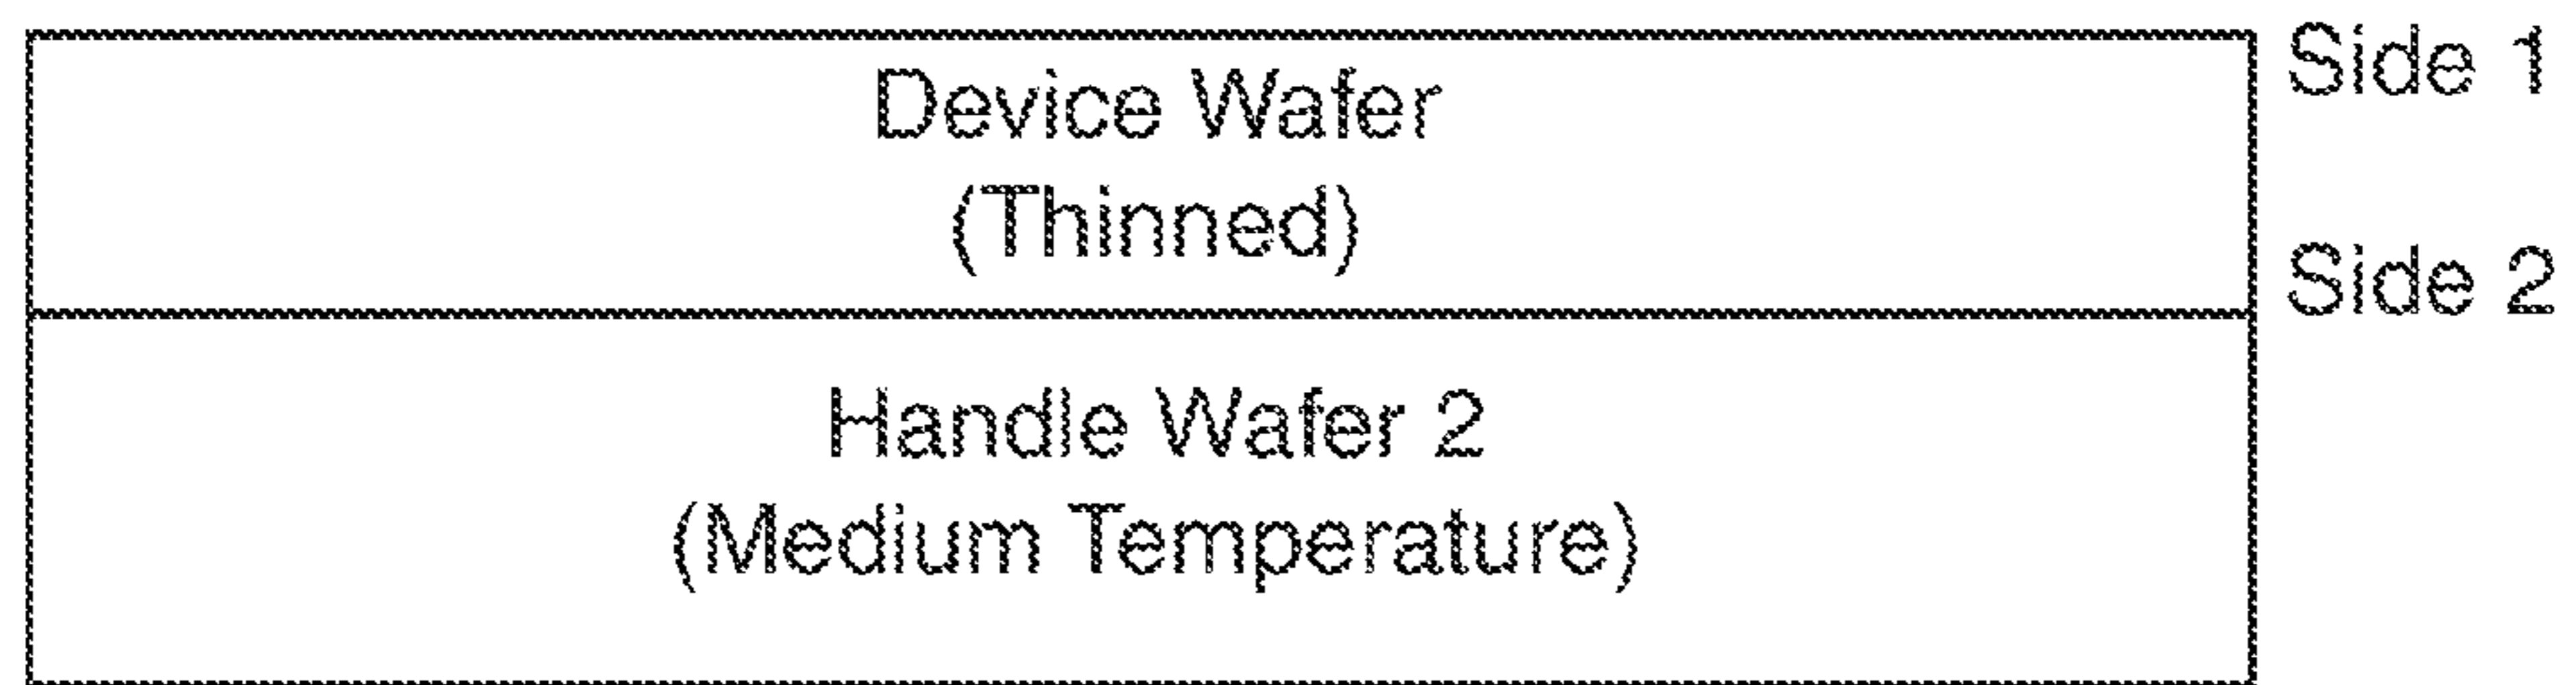 Device Wafer
(Thinned)
Side 1
Side 2
Handle Wafer 2
(Medium Temperature)